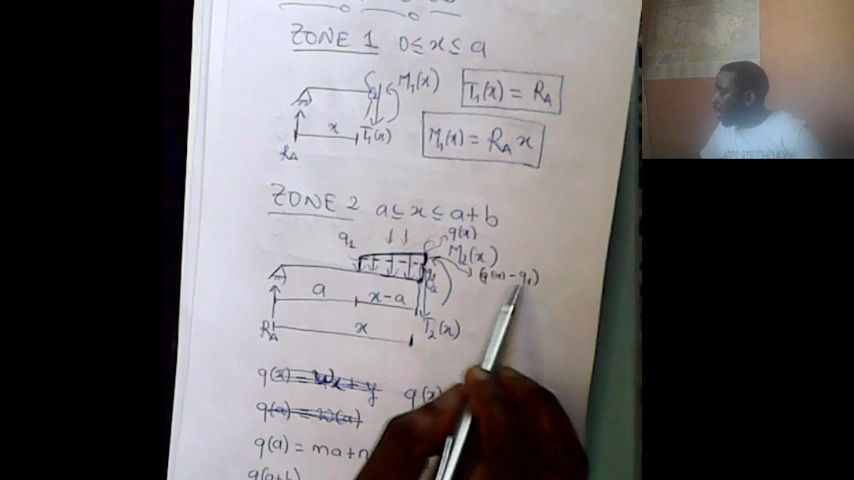 ZONE 1 0 ≤ x ≤ a
M₁(x)
T₁(x) = R_A
x T₁(x)
R_A
M₁(x) = R_A x
ZONE 2 a ≤ x ≤ a+b
q(x)
q₁ M₂(x)
(q(x) - q₁)
a x-a
R_A x T₂(x)
q(x)
q(a) = ma+n
q(a+b)